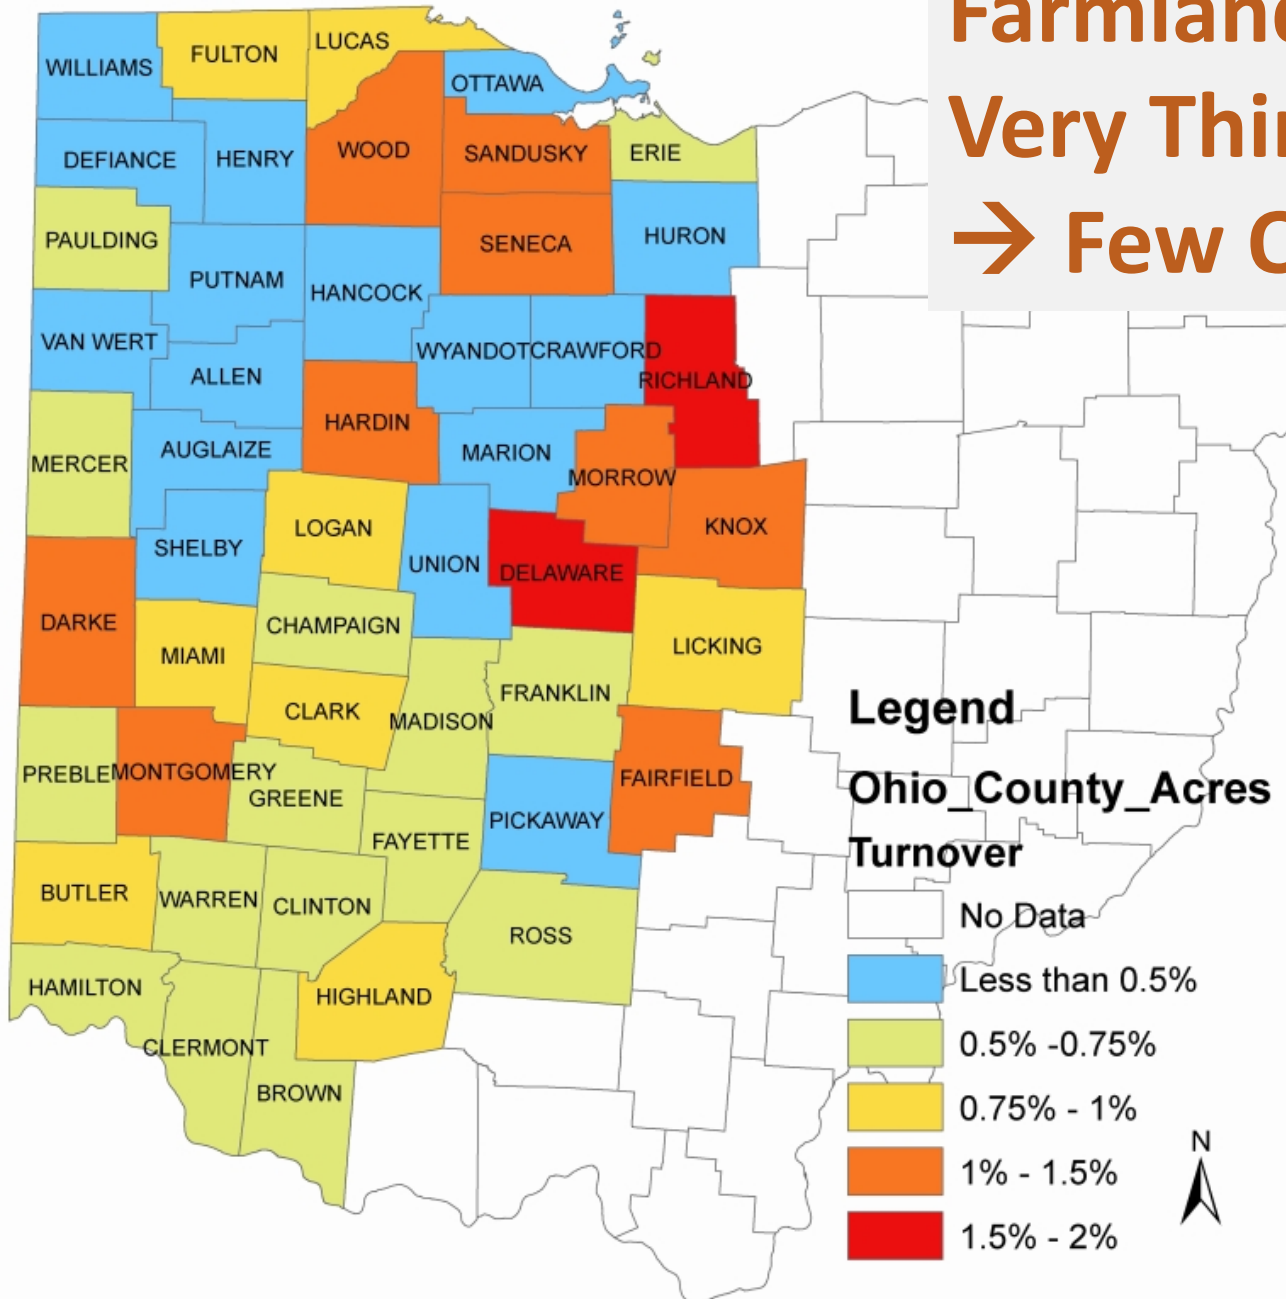 Very
→ Few
WILLIAMS
FULTON
LUCAS
OTTAWA
DEFIANCE
HENRY
WOOD
SANDUSKY
ERIE
PAULDING
PUTNAM
HANCOCK
SENECA
HURON
VAN WERT
ALLEN
WYANDOT
CRAWFORD
RICHLAND
MERCER
AUGLAIZE
HARDIN
MARION
MORROW
KNOX
SHELBY
LOGAN
UNION
DELAWARE
DARKE
MIAMI
CHAMPAIGN
LICKING
CLARK
MADISON
FRANKLIN
PREBLE
MONTGOMERY
GREENE
FAYETTE
PICKAWAY
FAIRFIELD
BUTLER
WARREN
CLINTON
ROSS
HAMILTON
HIGHLAND
CLERMONT
BROWN
Legend
Ohio_County_Acres
Turnover
No Data
Less than 0.5%
0.5% -0.75%
0.75% - 1%
1% - 1.5%
1.5% - 2%
N